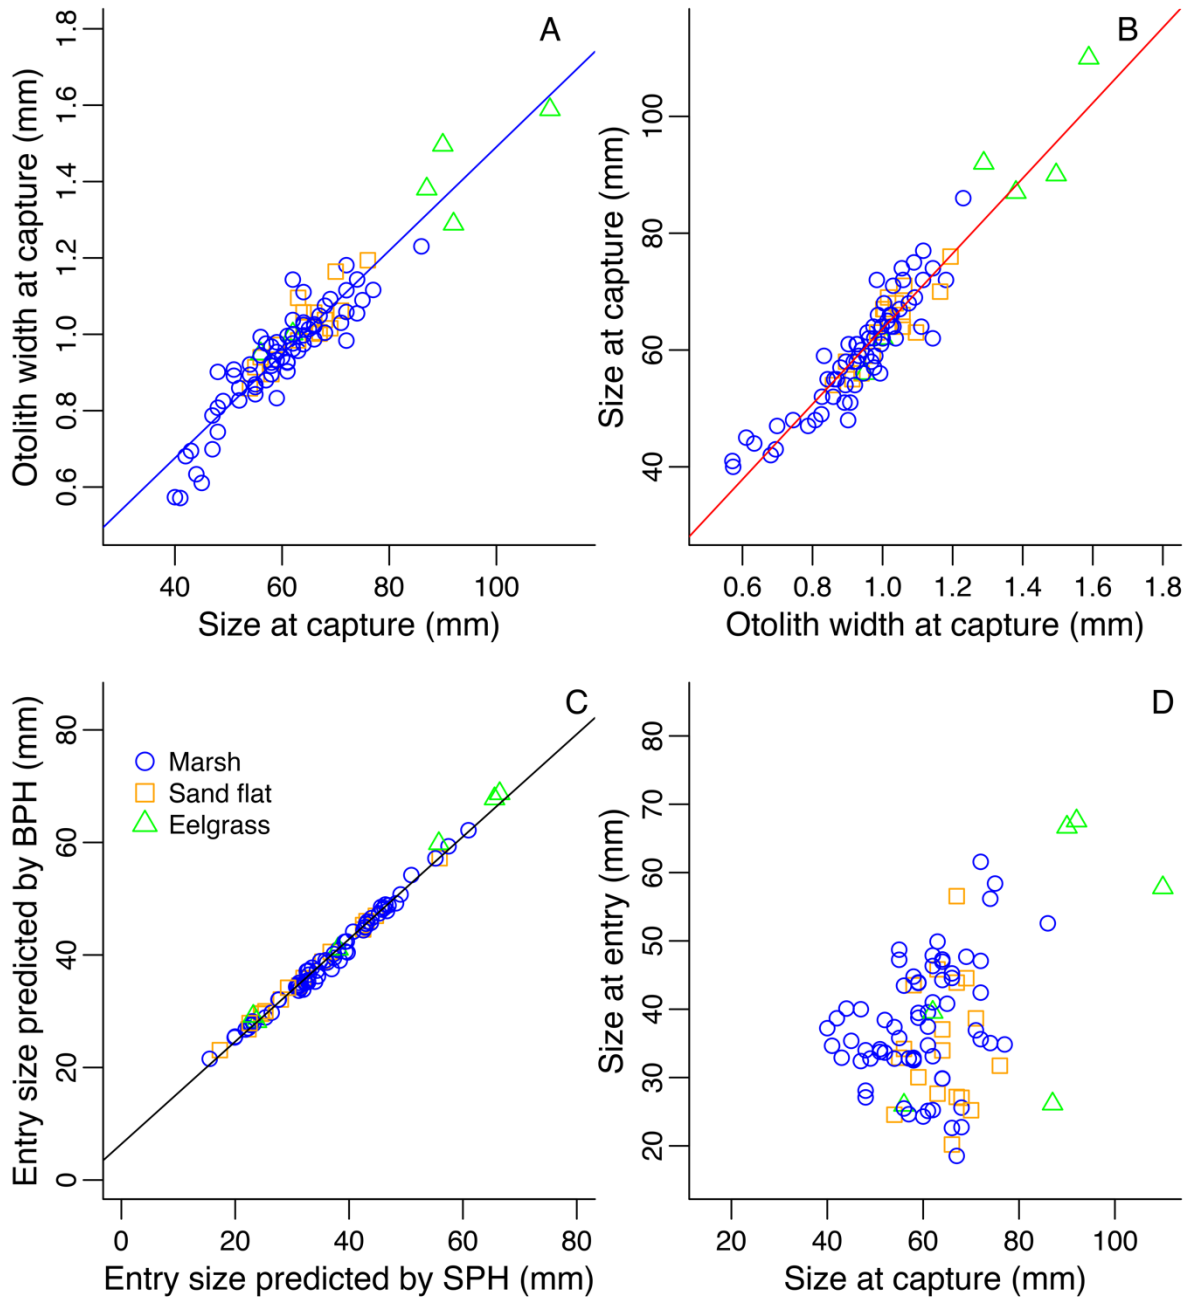 A
Otolith width at capture (mm)
0.6 0.8 1.0 1.2 1.4 1.6 1.8
40 60 80 100
Size at capture (mm)
B
Size at capture (mm)
40 60 80 100
0.6 0.8 1.0 1.2 1.4 1.6 1.8
Otolith width at capture (mm)
C
Entry size predicted by BPH (mm)
0 20 40 60 80
Marsh
Sand flat
Eelgrass
0 20 40 60 80
Entry size predicted by SPH (mm)
D
Size at entry (mm)
20 30 40 50 60 70 80
20 40 60 80 100
Size at capture (mm)